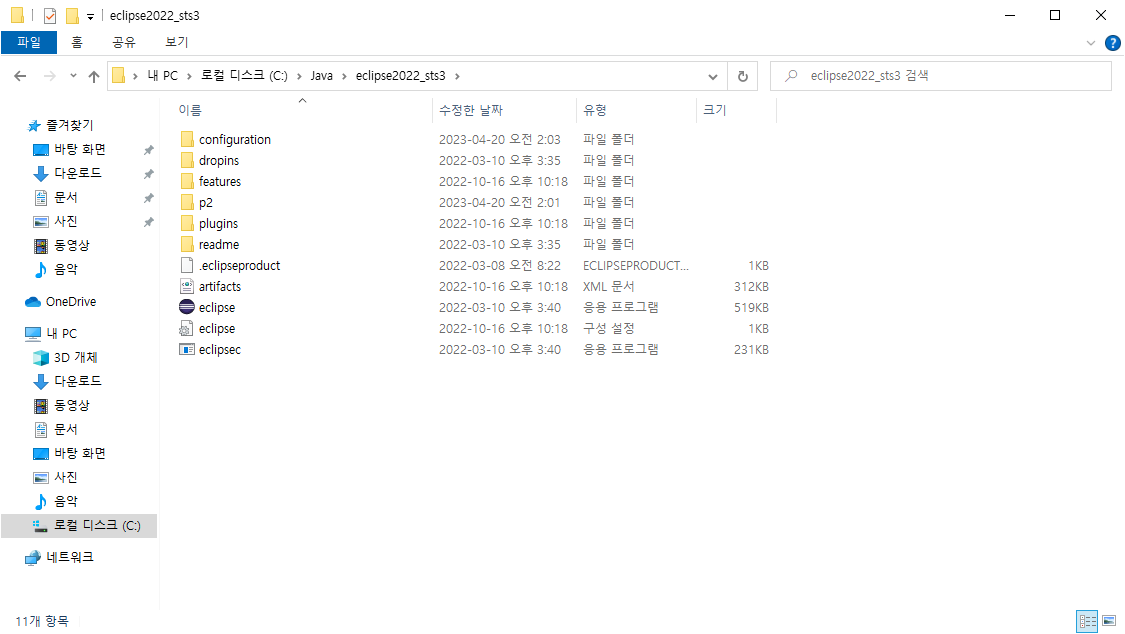 eclipse2022_sts3
파일 홈 공유 보기
내 PC 로컬 디스크 (C:) Java eclipse2022_sts3
eclipse2022_sts3 검색
즐겨찾기
바탕 화면
다운로드
문서
사진
동영상
음악
OneDrive
내 PC
3D 개체
다운로드
동영상
문서
바탕 화면
사진
음악
로컬 디스크 (C:)
네트워크
이름 수정한 날짜 유형 크기
configuration 2023-04-20 오전 2:03 파일 폴더
dropins 2022-03-10 오후 3:35 파일 폴더
features 2022-10-16 오후 10:18 파일 폴더
p2 2023-04-20 오전 2:01 파일 폴더
plugins 2022-10-16 오후 10:18 파일 폴더
readme 2022-03-10 오후 3:35 파일 폴더
.eclipseproduct 2022-03-08 오전 8:22 ECLIPSEPRODUCT... 1KB
artifacts 2022-10-16 오후 10:18 XML 문서 312KB
eclipse 2022-03-10 오후 3:40 응용 프로그램 519KB
eclipse 2022-10-16 오후 10:18 구성 설정 1KB
eclipsec 2022-03-10 오후 3:40 응용 프로그램 231KB
11개 항목